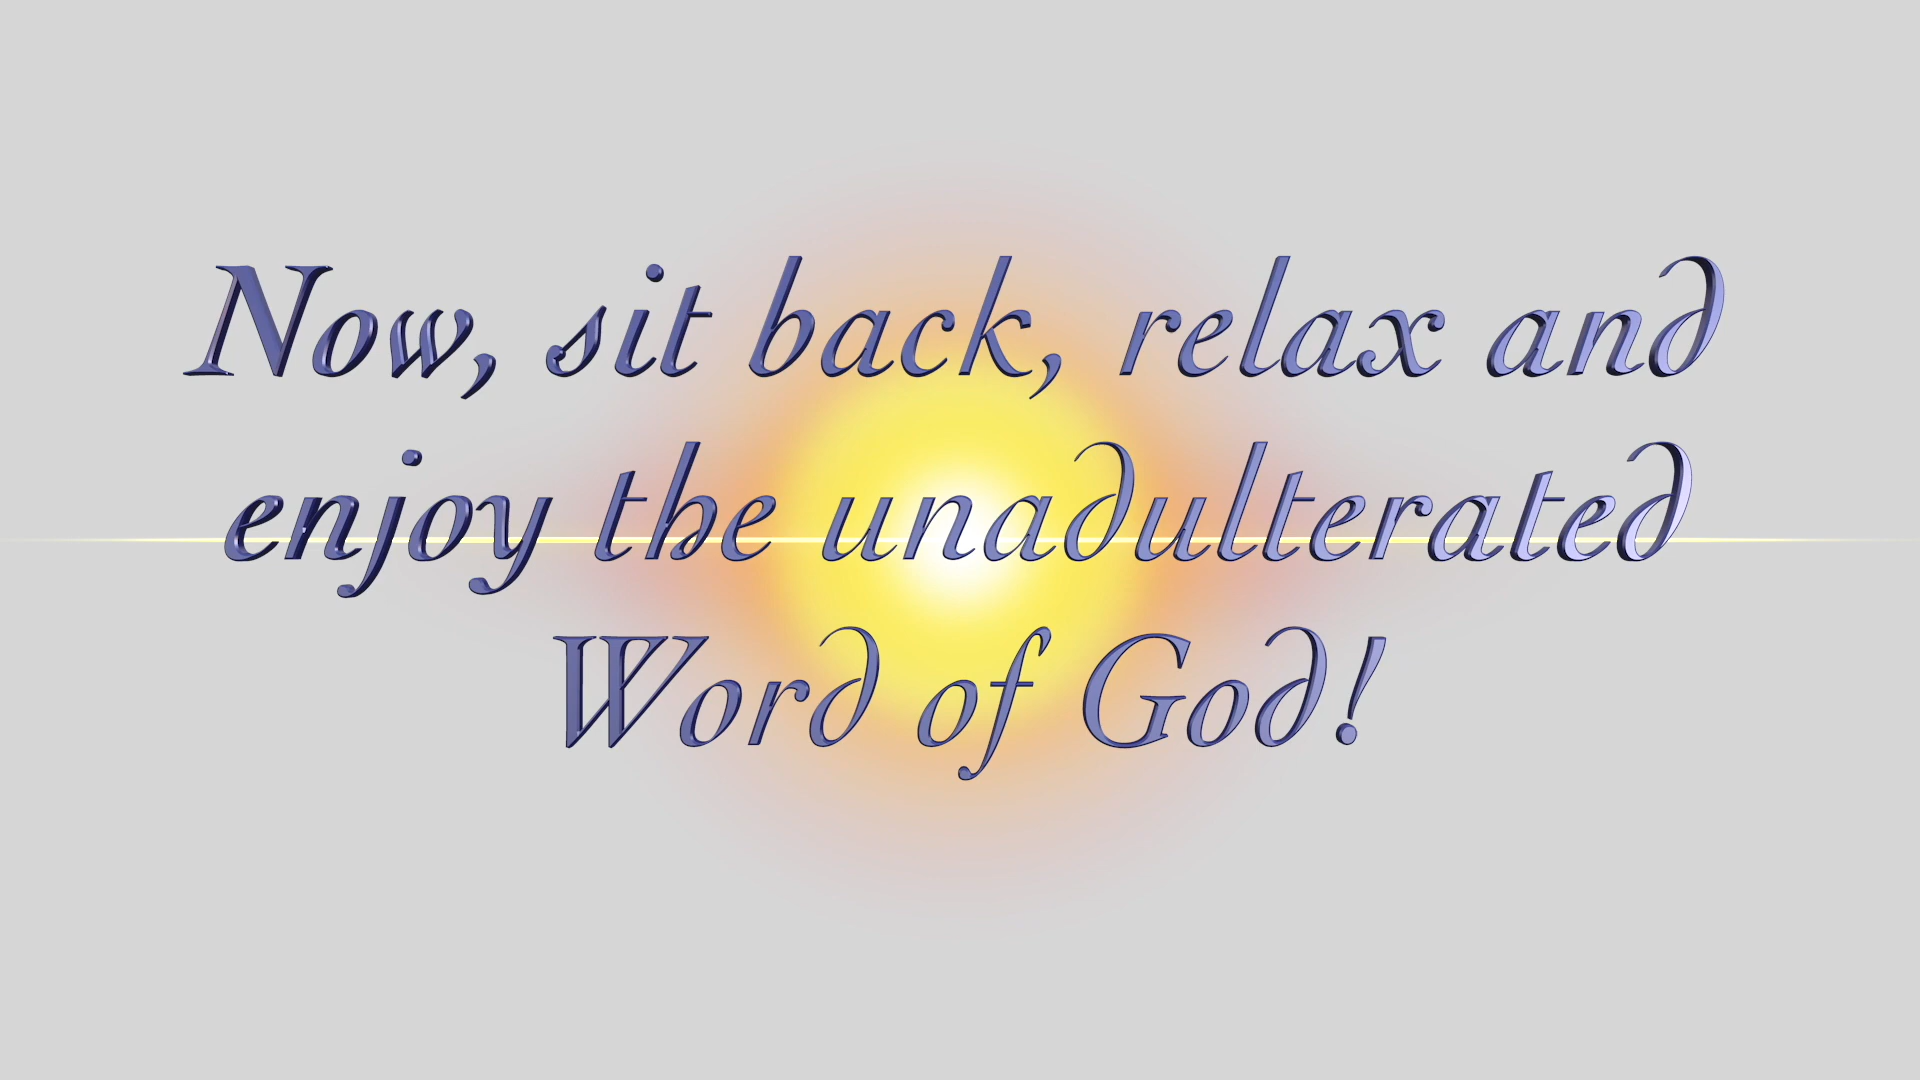 Now, sit back, relax and
enjoy the unadulterated
Word of God!